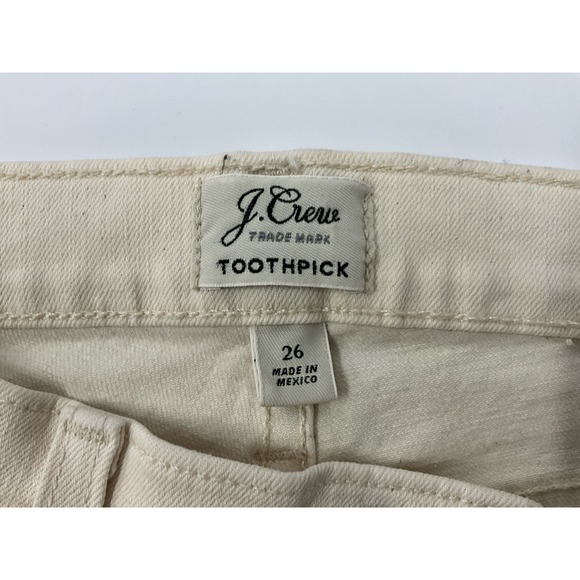 J.Crew
TRADE MARK
TOOTHPICK
26
MADE IN
MEXICO